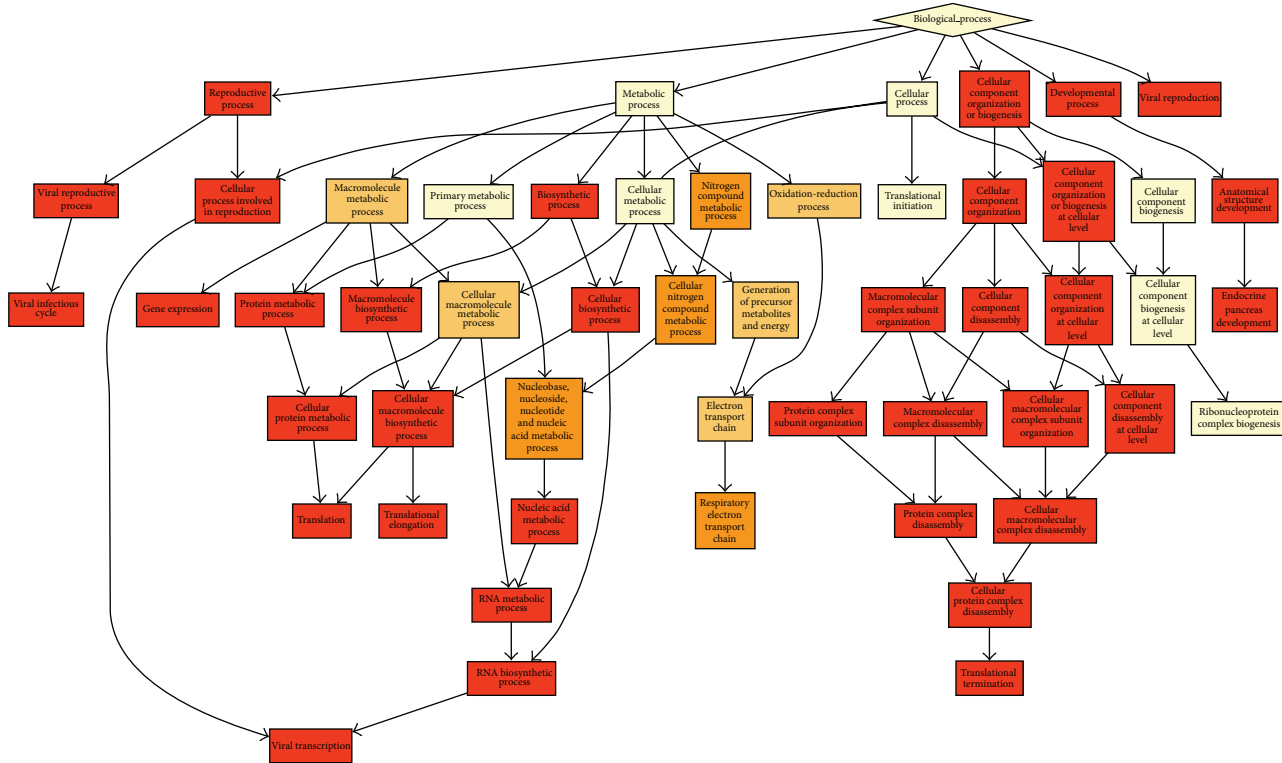 Biological_process
Reproductive
process
Metabolic
process
Cellular
process
Cellular
component
organization
or biogenesis
Developmental
process
Viral reproduction
Viral reproductive
process
Cellular
process involved
in reproduction
Macromolecule
metabolic
process
Primary metabolic
process
Biosynthetic
process
Cellular
metabolic
process
Nitrogen
compound
metabolic
process
Oxidation-reduction
process
Translational
initiation
Cellular
component
organization
Cellular
component organization
or biogenesis
at cellular
level
Cellular
component
biogenesis
Anatomical
structure
development
Viral infectious
cycle
Gene expression
Protein metabolic
process
Macromolecule
biosynthetic
process
Cellular
macromolecule
metabolic
process
Cellular
biosynthetic
process
Cellular
nitrogen
compound
metabolic
process
Generation
of precursor
metabolites
and energy
Macromolecular
complex subunit
organization
Cellular
component
disassembly
Cellular
component
organization
at cellular
level
Cellular
component
biogenesis
at cellular
level
Endocrine
pancreas
development
Cellular
protein metabolic
process
Cellular
macromolecule
biosynthetic
process
Nucleobase,
nucleoside,
nucleotide
and nucleic
acid metabolic
process
Electron
transport
chain
Protein complex
subunit organization
Macromolecular
complex disassembly
Cellular
macromolecular
complex subunit
organization
Cellular
component
disassembly
at cellular
level
Ribonucleoprotein
complex biogenesis
Translation
Translational
elongation
Nucleic acid
metabolic
process
Respiratory
electron
transport
chain
Protein complex
disassembly
Cellular
macromolecular
complex disassembly
RNA metabolic
process
Cellular
protein complex
disassembly
RNA biosynthetic
process
Translational
termination
Viral transcription